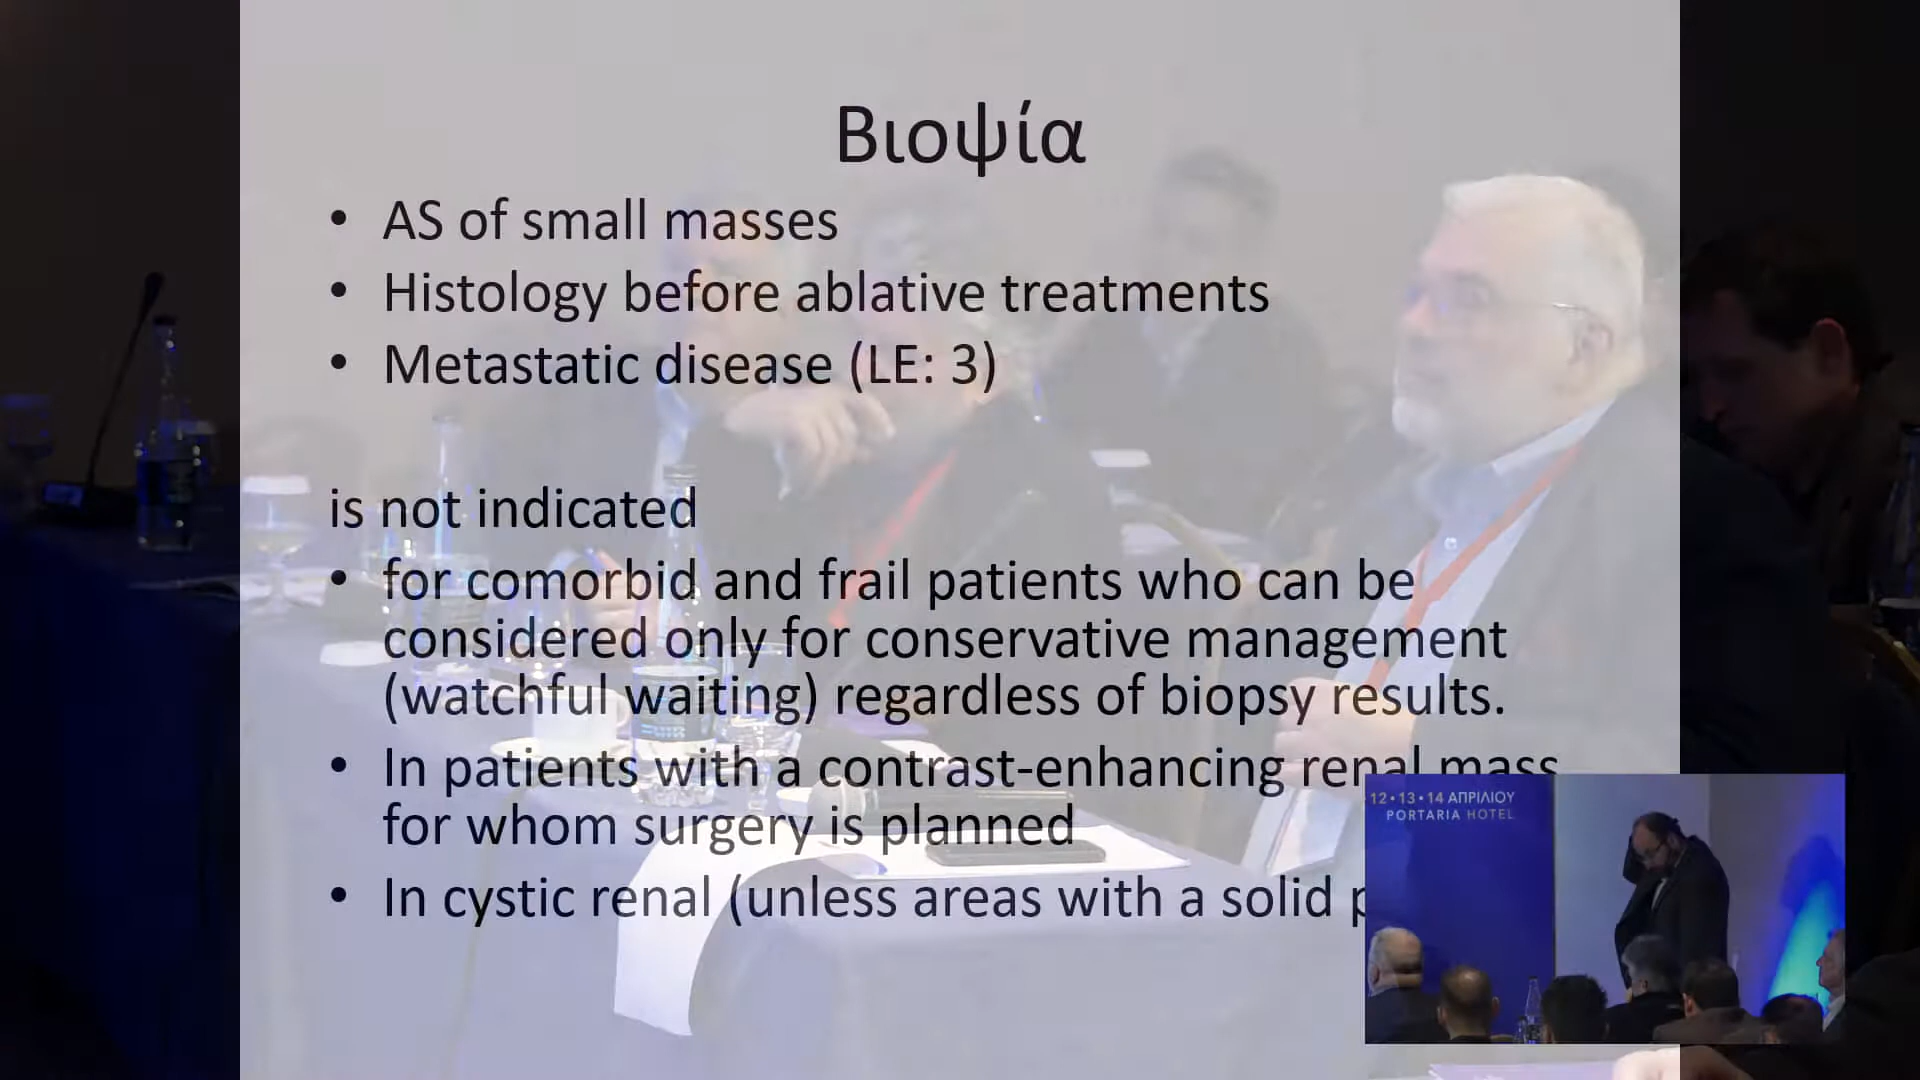 Βιοψία
• AS of small masses
• Histology before ablative treatments
• Metastatic disease (LE: 3)
is not indicated
• for comorbid and frail patients who can be
considered only for conservative management
(watchful waiting) regardless of biopsy results.
• In patients with a contrast-enhancing renal mass
for whom surgery is planned
• In cystic renal (unless areas with a solid
12•13•14 ΑΠΡΙΛΙΟΥ
PORTARIA HOTEL